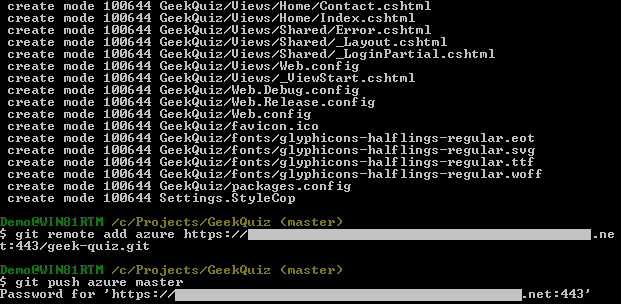 create mode 100644 GeekQuiz/Views/Home/Contact.cshtml
create mode 100644 GeekQuiz/Views/Home/Index.cshtml
create mode 100644 GeekQuiz/Views/Shared/Error.cshtml
create mode 100644 GeekQuiz/Views/Shared/_Layout.cshtml
create mode 100644 GeekQuiz/Views/Shared/_LoginPartial.cshtml
create mode 100644 GeekQuiz/Views/Web.config
create mode 100644 GeekQuiz/Views/_ViewStart.cshtml
create mode 100644 GeekQuiz/Web.Debug.config
create mode 100644 GeekQuiz/Web.Release.config
create mode 100644 GeekQuiz/Web.config
create mode 100644 GeekQuiz/favicon.ico
create mode 100644 GeekQuiz/fonts/glyphicons-halflings-regular.eot
create mode 100644 GeekQuiz/fonts/glyphicons-halflings-regular.svg
create mode 100644 GeekQuiz/fonts/glyphicons-halflings-regular.ttf
create mode 100644 GeekQuiz/fonts/glyphicons-halflings-regular.woff
create mode 100644 GeekQuiz/packages.config
create mode 100644 Settings.StyleCop
Demo@WIN81RTM /c/Projects/GeekQuiz (master)
$ git remote add azure https:// .ne
t:443/geek-quiz.git
Demo@WIN81RTM /c/Projects/GeekQuiz (master)
$ git push azure master
Password for 'https:// .net:443'